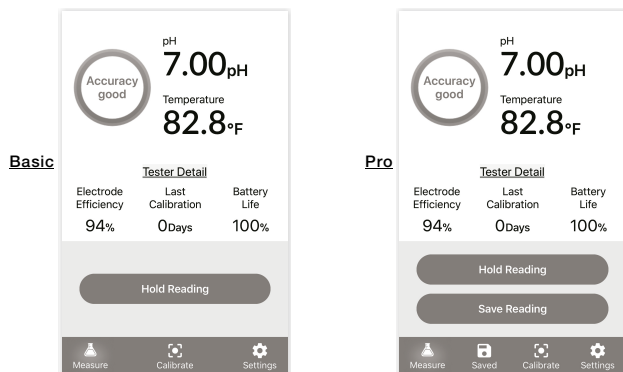 Basic
Accuracy
good
pH
7.00pH
Temperature
82.8°F
Tester Detail
Electrode
Efficiency
Last
Calibration
Battery
Life
94%
0Days
100%
Hold Reading
Measure
Calibrate
Settings
Pro
Accuracy
good
pH
7.00pH
Temperature
82.8°F
Tester Detail
Electrode
Efficiency
Last
Calibration
Battery
Life
94%
0Days
100%
Hold Reading
Save Reading
Measure
Saved
Calibrate
Settings